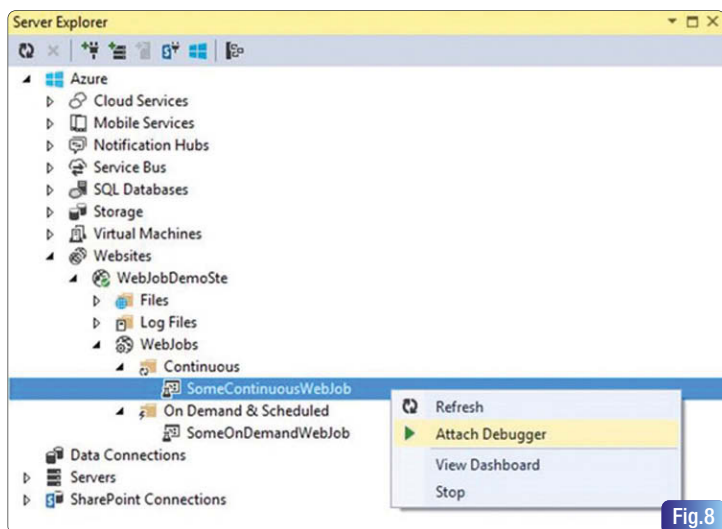 Server Explorer
Azure
Cloud Services
Mobile Services
Notification Hubs
Service Bus
SQL Databases
Storage
Virtual Machines
Websites
WebJobDemoSte
Files
Log Files
WebJobs
Continuous
SomeContinuousWebJob
On Demand & Scheduled
SomeOnDemandWebJob
Data Connections
Servers
SharePoint Connections
Refresh
Attach Debugger
View Dashboard
Stop
Fig.8